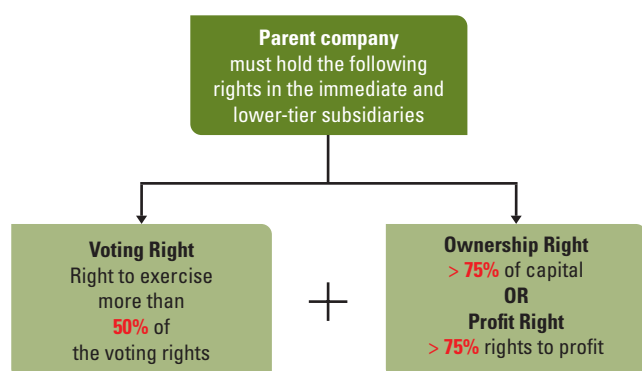 Parent company
must hold the following
rights in the immediate and
lower-tier subsidiaries
Voting Right
Right to exercise
more than
50% of
the voting rights
+
Ownership Right
> 75% of capital
OR
Profit Right
> 75% rights to profit